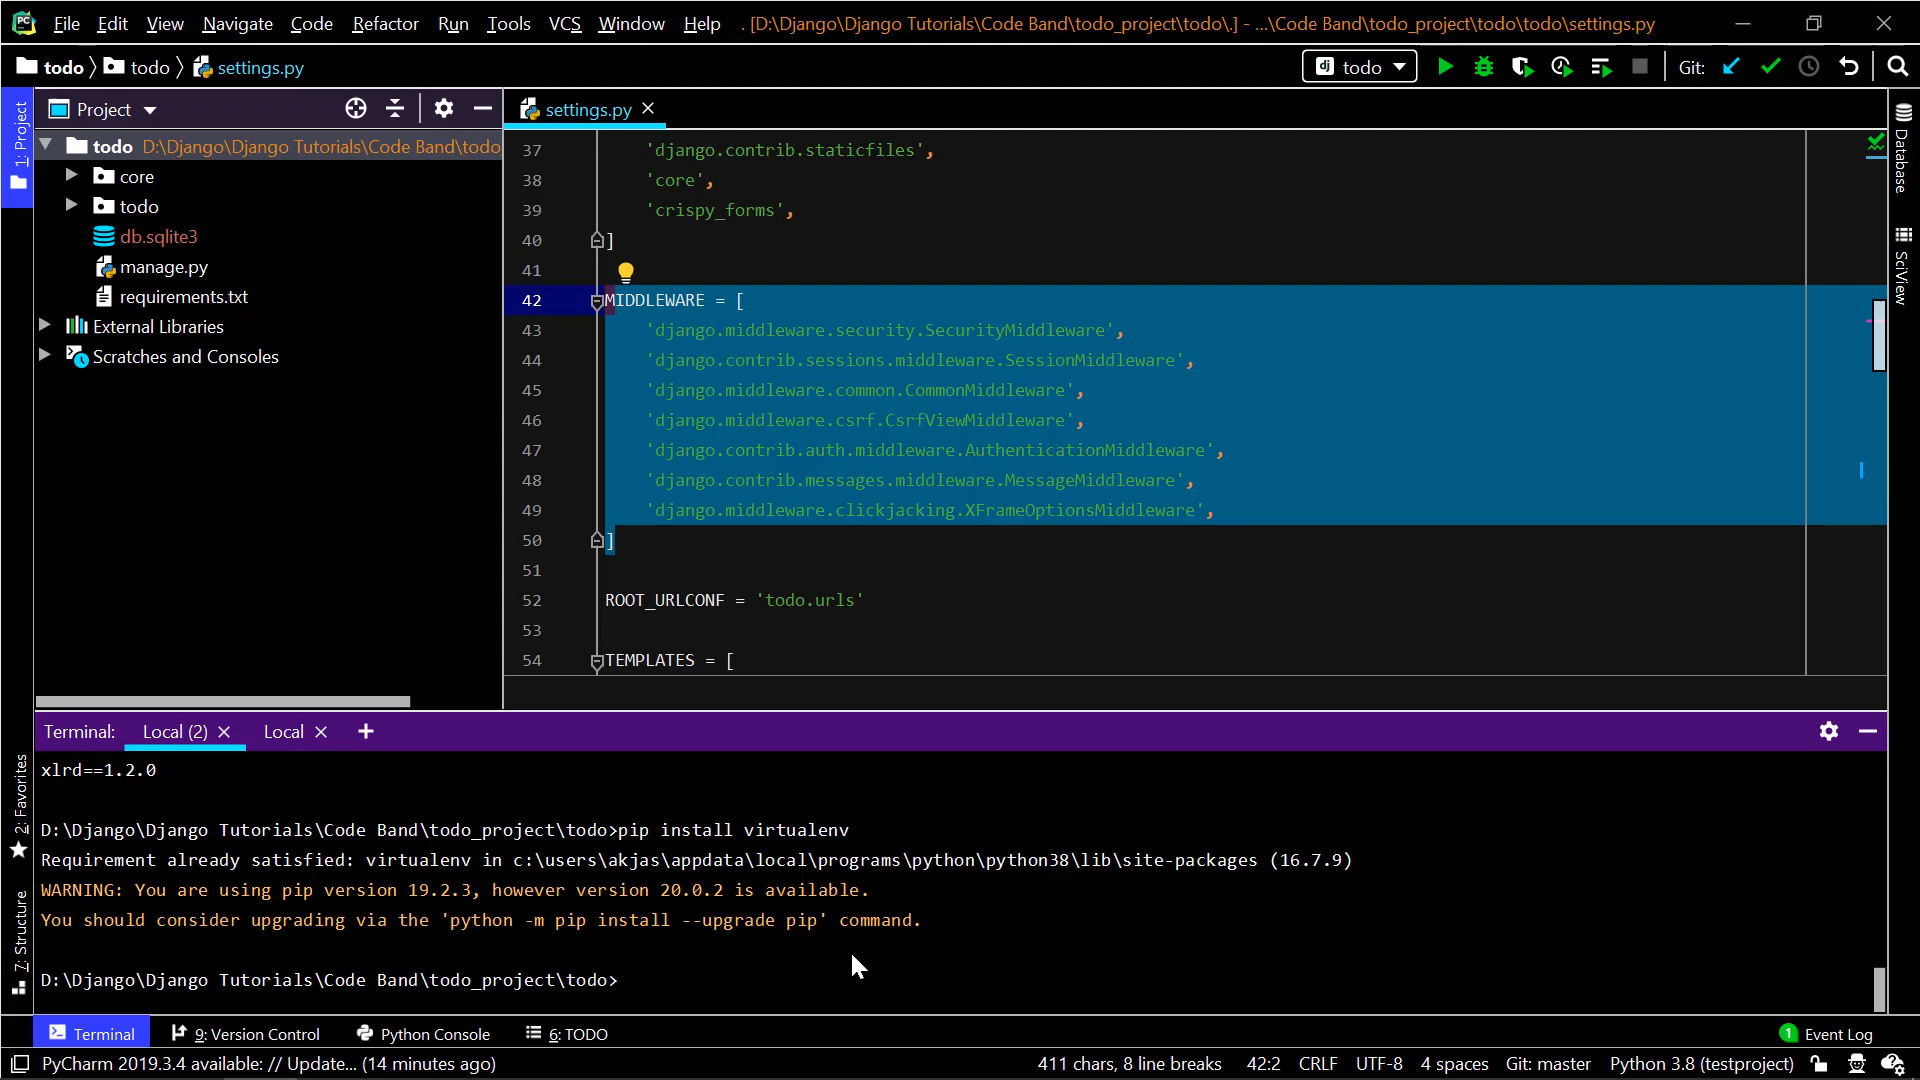 PC File Edit View Navigate Code Refactor Run Tools VCS Window Help . [D:\Django\Django Tutorials\Code Band\todo_project\todo\.] - ...\Code Band\todo_project\todo\todo\settings.py
todo todo settings.py dj todo Git:
1: Project
Project
todo D:\Django\Django Tutorials\Code Band\todo
core
todo
db.sqlite3
manage.py
requirements.txt
External Libraries
Scratches and Consoles
settings.py
37 'django.contrib.staticfiles',
38 'core',
39 'crispy_forms',
40 ]
41
42 MIDDLEWARE = [
43 'django.middleware.security.SecurityMiddleware',
44 'django.contrib.sessions.middleware.SessionMiddleware',
45 'django.middleware.common.CommonMiddleware',
46 'django.middleware.csrf.CsrfViewMiddleware',
47 'django.contrib.auth.middleware.AuthenticationMiddleware',
48 'django.contrib.messages.middleware.MessageMiddleware',
49 'django.middleware.clickjacking.XFrameOptionsMiddleware',
50 ]
51
52 ROOT_URLCONF = 'todo.urls'
53
54 TEMPLATES = [
Database
SciView
Terminal: Local (2) Local
2: Favorites
7: Structure
xlrd==1.2.0
D:\Django\Django Tutorials\Code Band\todo_project\todo>pip install virtualenv
Requirement already satisfied: virtualenv in c:\users\akjas\appdata\local\programs\python\python38\lib\site-packages (16.7.9)
WARNING: You are using pip version 19.2.3, however version 20.0.2 is available.
You should consider upgrading via the 'python -m pip install --upgrade pip' command.
D:\Django\Django Tutorials\Code Band\todo_project\todo>
Terminal 9: Version Control Python Console 6: TODO 1 Event Log
PyCharm 2019.3.4 available: // Update... (14 minutes ago) 411 chars, 8 line breaks 42:2 CRLF UTF-8 4 spaces Git: master Python 3.8 (testproject)